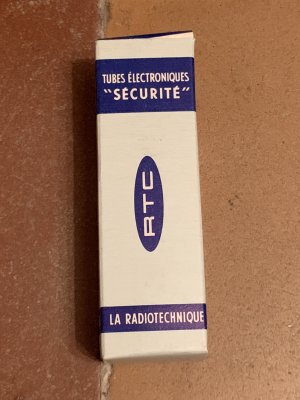 TUBES ÉLECTRONIQUES
"SÉCURITÉ"
RTC
LA RADIOTECHNIQUE